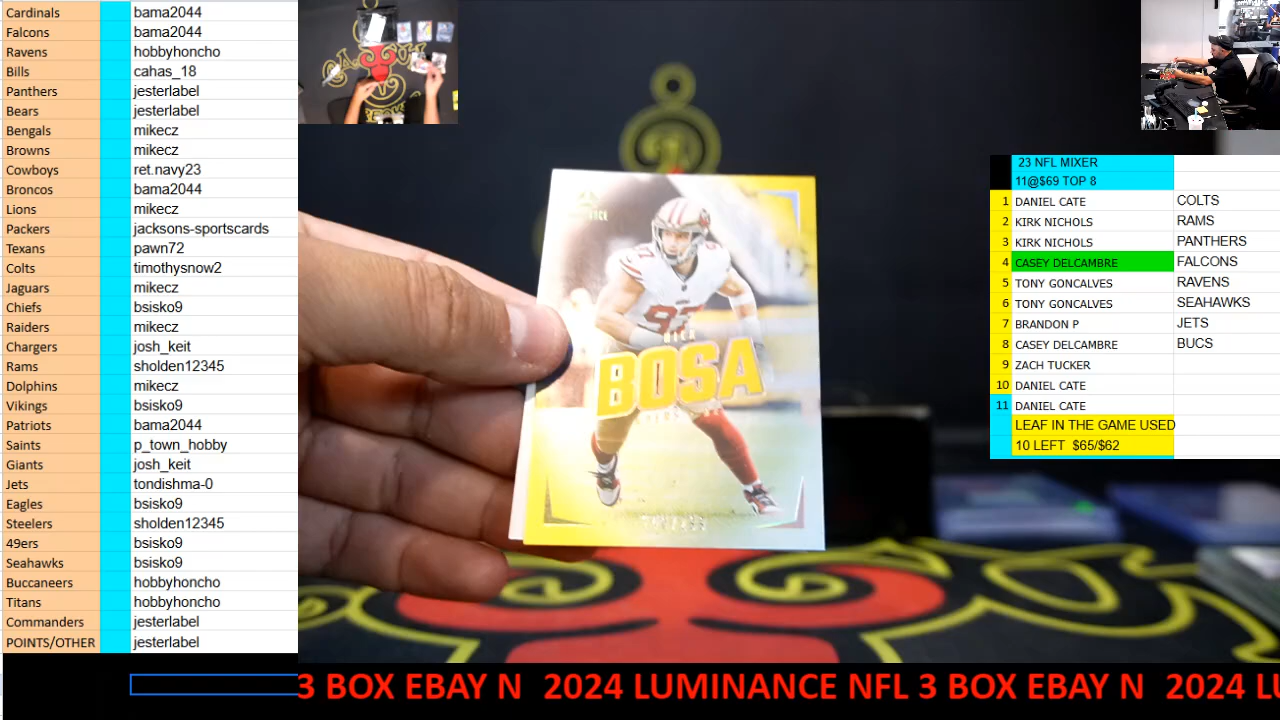 Cardinals bama2044
Falcons bama2044
Ravens hobbyhoncho
Bills cahas_18
Panthers jesterlabel
Bears jesterlabel
Bengals mikecz
Browns mikecz
Cowboys ret.navy23
Broncos bama2044
Lions mikecz
Packers jacksons-sportscards
Texans pawn72
Colts timothysnow2
Jaguars mikecz
Chiefs bsisko9
Raiders mikecz
Chargers josh_keit
Rams sholden12345
Dolphins mikecz
Vikings bsisko9
Patriots bama2044
Saints p_town_hobby
Giants josh_keit
Jets tondishma-0
Eagles bsisko9
Steelers sholden12345
49ers bsisko9
Seahawks bsisko9
Buccaneers hobbyhoncho
Titans hobbyhoncho
Commanders jesterlabel
POINTS/OTHER jesterlabel
97
NICK
BOSA
23 NFL MIXER
11@$69 TOP 8
1 DANIEL CATE COLTS
2 KIRK NICHOLS RAMS
3 KIRK NICHOLS PANTHERS
4 CASEY DELCAMBRE FALCONS
5 TONY GONCALVES RAVENS
6 TONY GONCALVES SEAHAWKS
7 BRANDON P JETS
8 CASEY DELCAMBRE BUCS
9 ZACH TUCKER
10 DANIEL CATE
11 DANIEL CATE
LEAF IN THE GAME USED
10 LEFT $65/$62
3 BOX EBAY N 2024 LUMINANCE NFL 3 BOX EBAY N 2024 LU